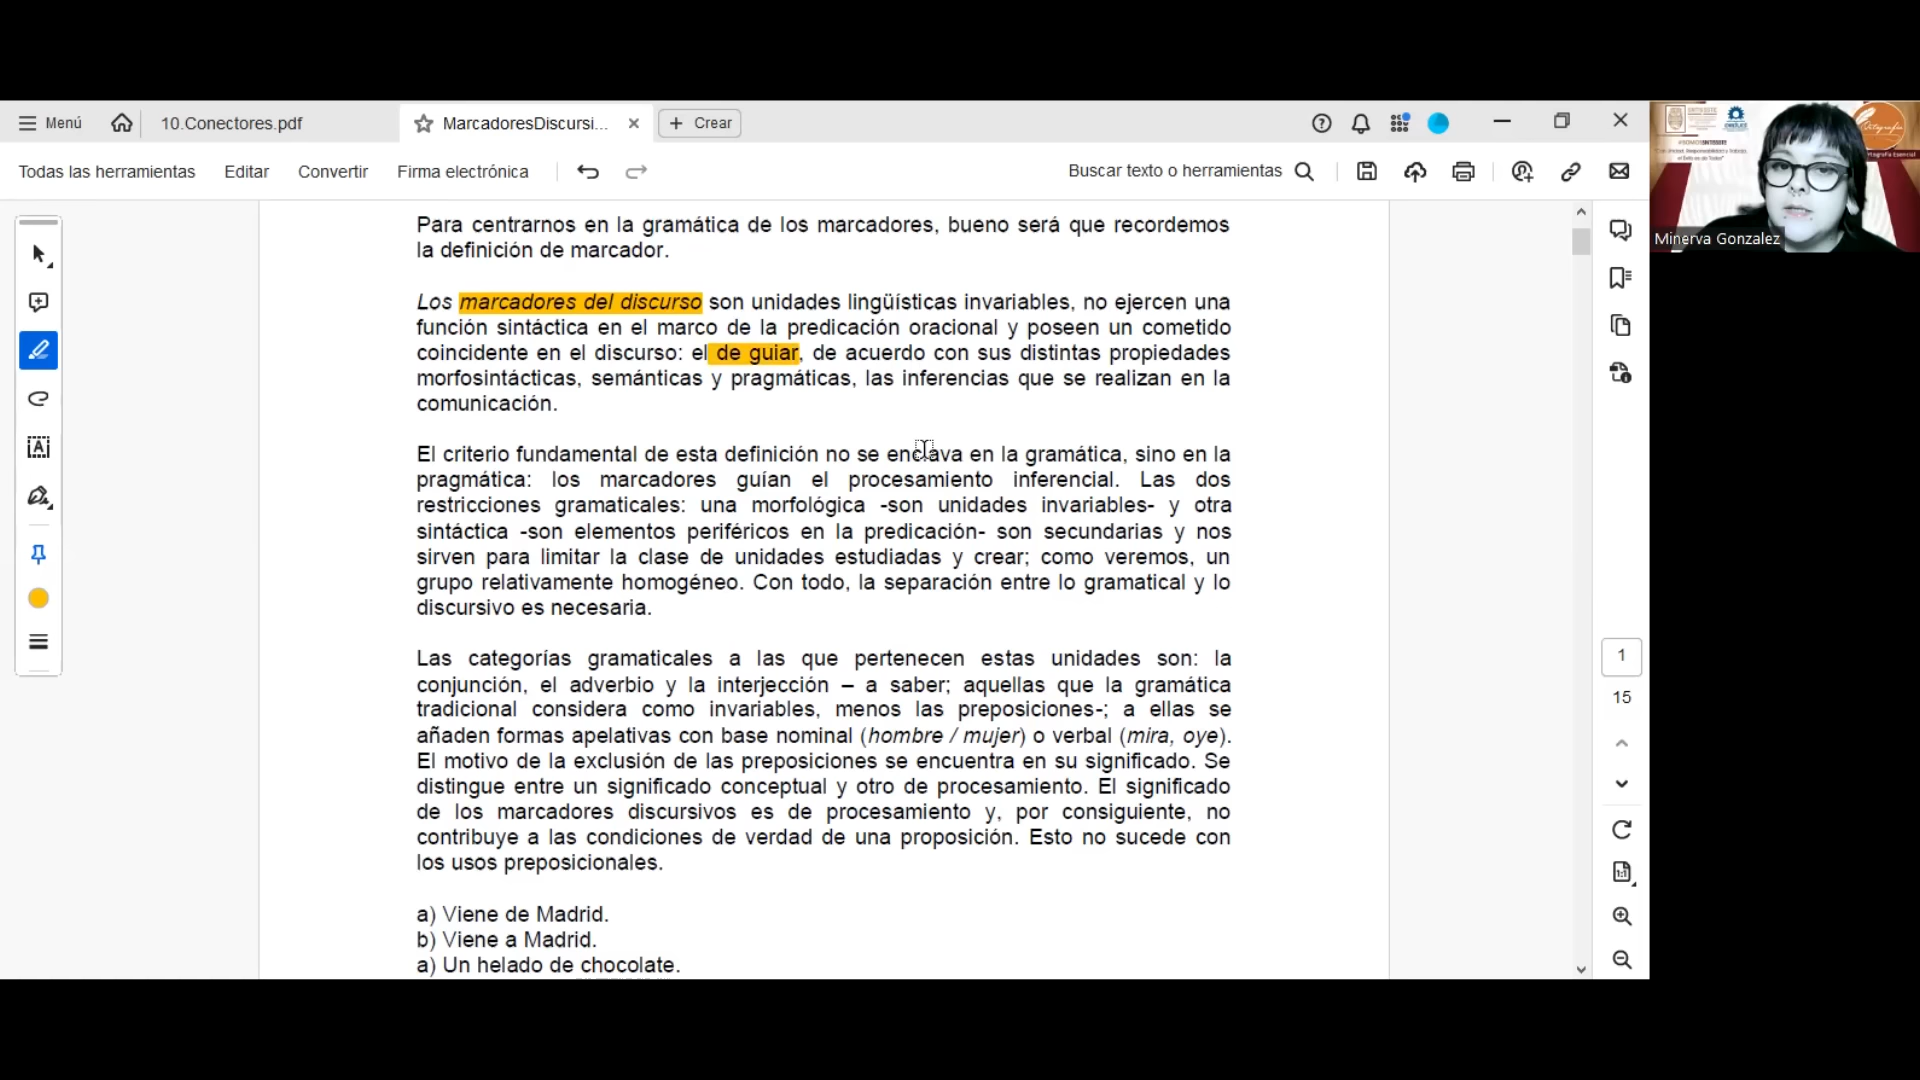 Menú
10.Conectores.pdf
MarcadoresDiscursi...
Crear
Todas las herramientas
Editar
Convertir
Firma electrónica
Buscar texto o herramientas
Para centrarnos en la gramática de los marcadores, bueno será que recordemos
la definición de marcador.
Los marcadores del discurso son unidades lingüísticas invariables, no ejercen una
función sintáctica en el marco de la predicación oracional y poseen un cometido
coincidente en el discurso: el de guiar, de acuerdo con sus distintas propiedades
morfosintácticas, semánticas y pragmáticas, las inferencias que se realizan en la
comunicación.
El criterio fundamental de esta definición no se enclava en la gramática, sino en la
pragmática: los marcadores guían el procesamiento inferencial. Las dos
restricciones gramaticales: una morfológica -son unidades invariables- y otra
sintáctica -son elementos periféricos en la predicación- son secundarias y nos
sirven para limitar la clase de unidades estudiadas y crear; como veremos, un
grupo relativamente homogéneo. Con todo, la separación entre lo gramatical y lo
discursivo es necesaria.
Las categorías gramaticales a las que pertenecen estas unidades son: la
conjunción, el adverbio y la interjección – a saber; aquellas que la gramática
tradicional considera como invariables, menos las preposiciones-; a ellas se
añaden formas apelativas con base nominal (hombre / mujer) o verbal (mira, oye).
El motivo de la exclusión de las preposiciones se encuentra en su significado. Se
distingue entre un significado conceptual y otro de procesamiento. El significado
de los marcadores discursivos es de procesamiento y, por consiguiente, no
contribuye a las condiciones de verdad de una proposición. Esto no sucede con
los usos preposicionales.
a) Viene de Madrid.
b) Viene a Madrid.
a) Un helado de chocolate.
1
15
Minerva Gonzalez